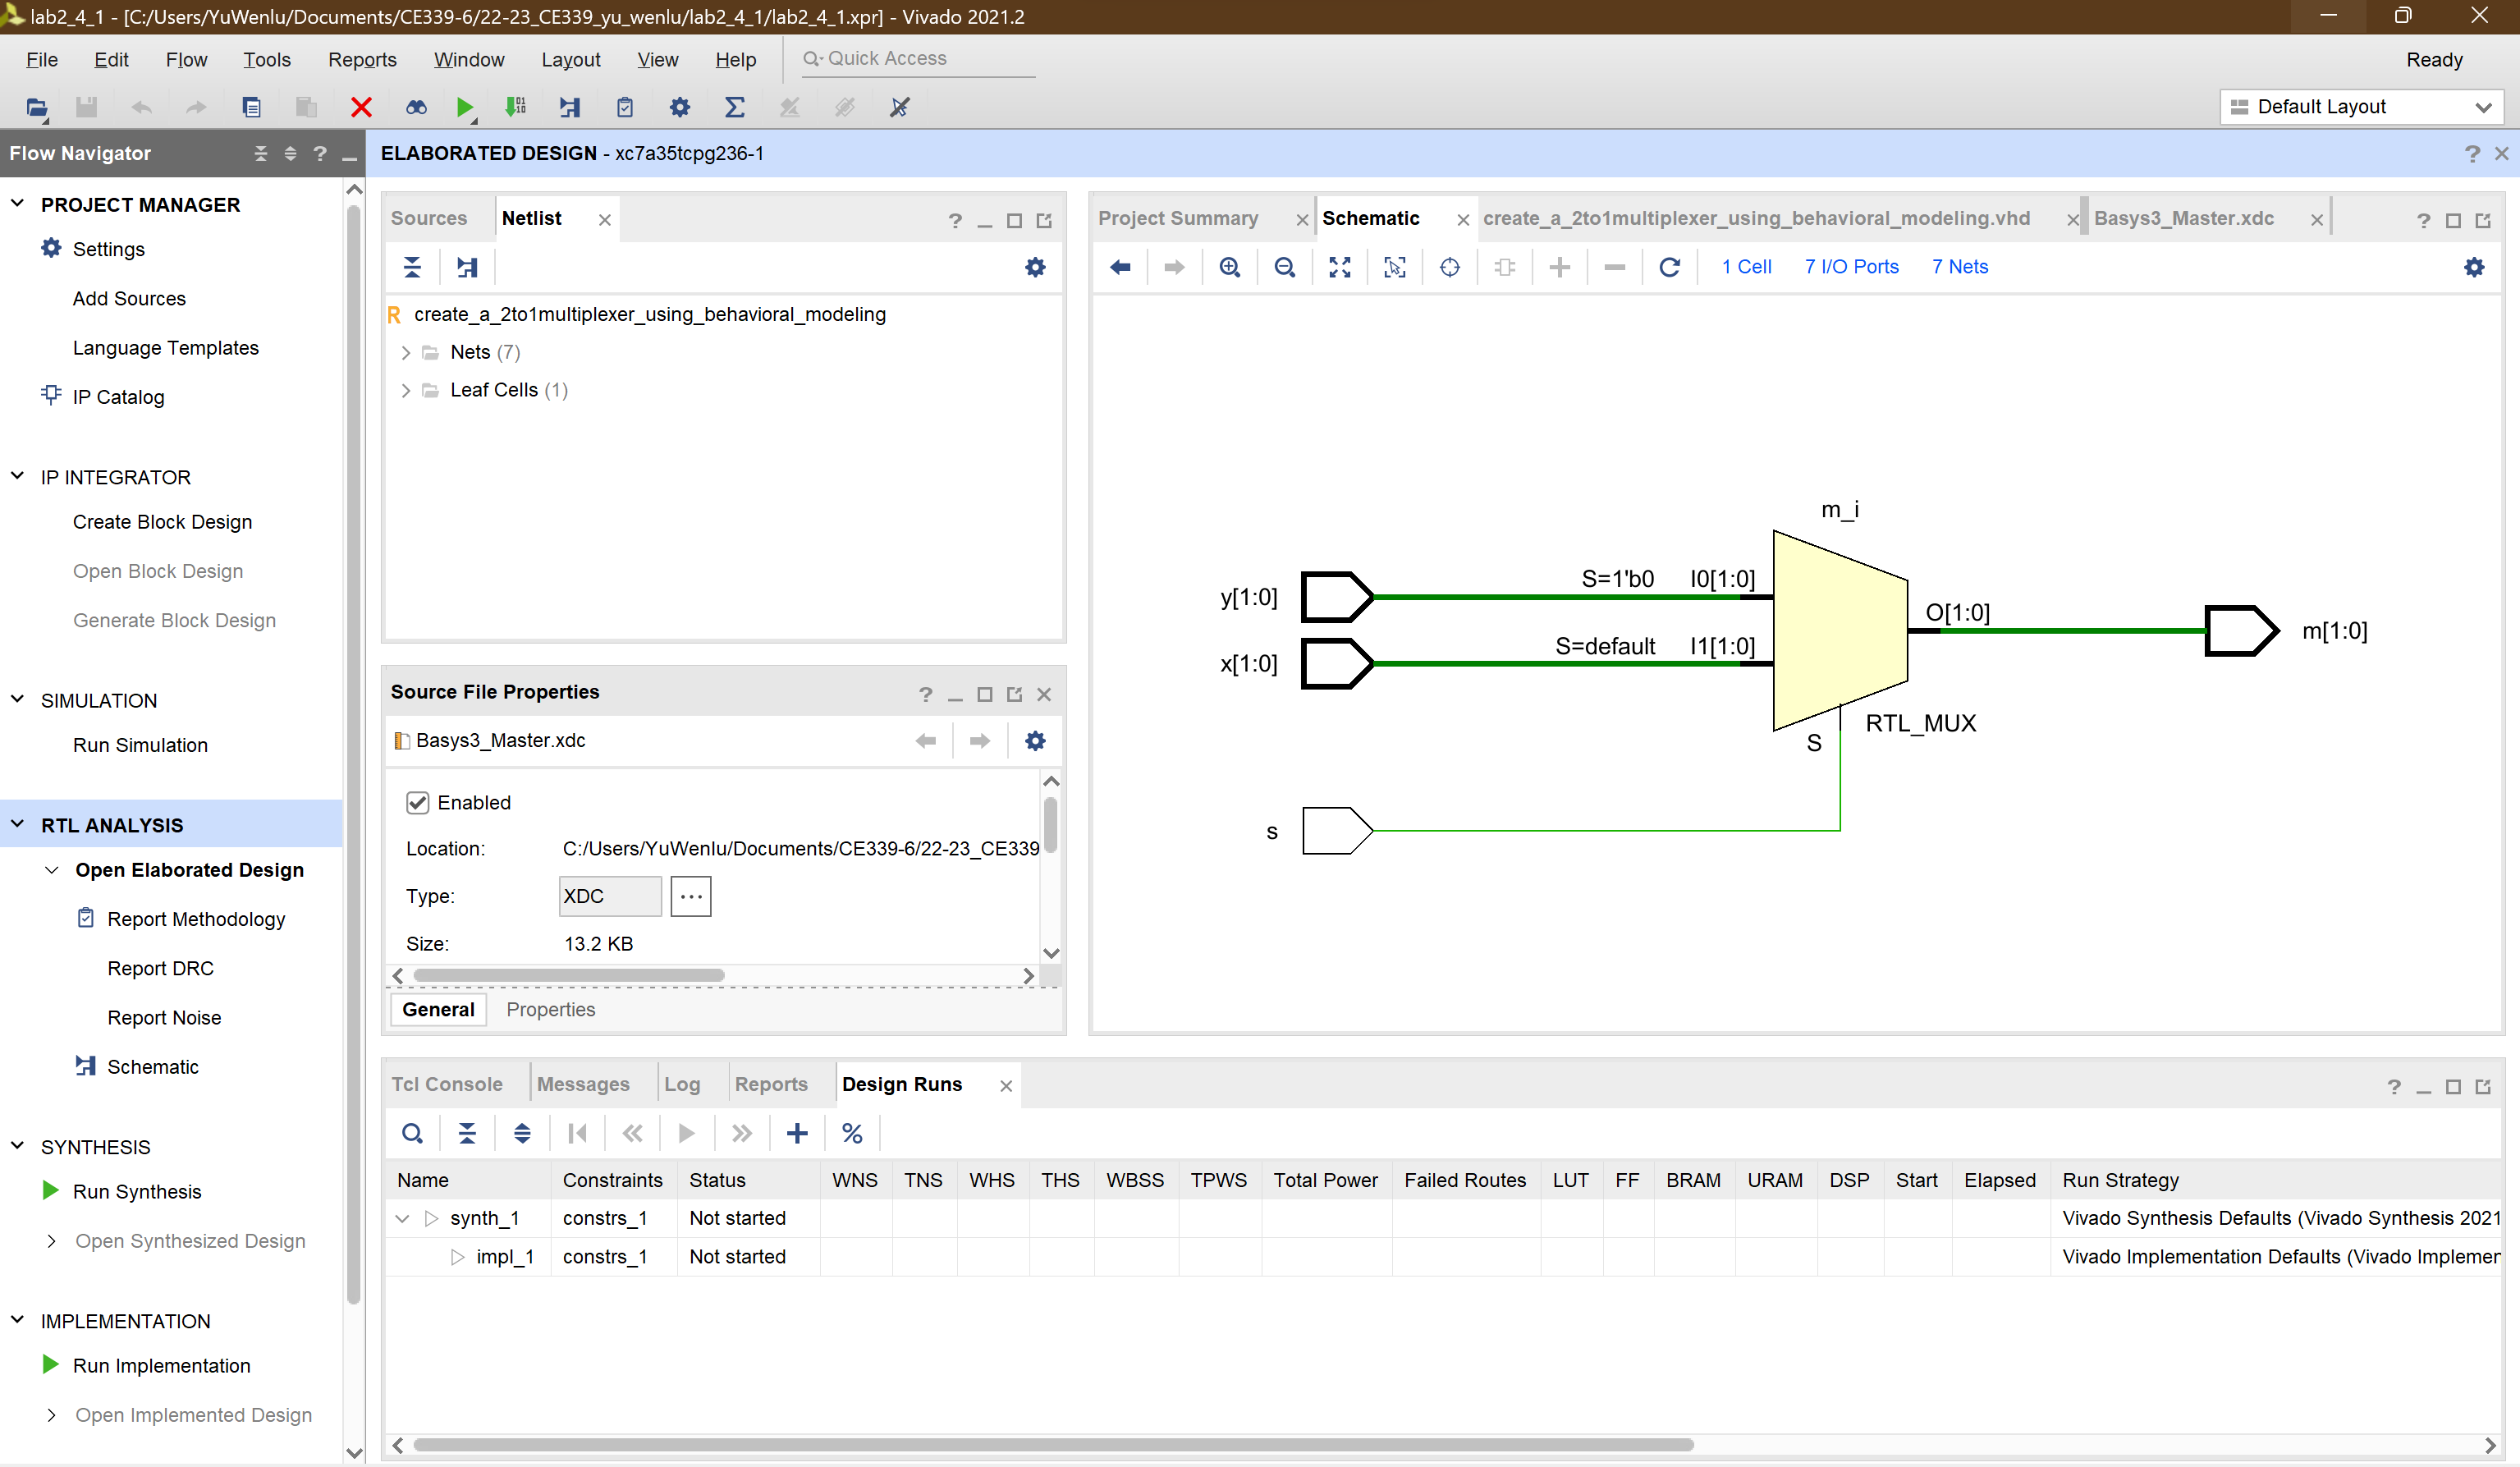 lab2_4_1 - [C:/Users/YuWenlu/Documents/CE339-6/22-23_CE339_yu_wenlu/lab2_4_1/lab2_4_1.xpr] - Vivado 2021.2
File Edit Flow Tools Reports Window Layout View Help Quick Access Ready
Default Layout
Flow Navigator
PROJECT MANAGER
Settings
Add Sources
Language Templates
IP Catalog
IP INTEGRATOR
Create Block Design
Open Block Design
Generate Block Design
SIMULATION
Run Simulation
RTL ANALYSIS
Open Elaborated Design
Report Methodology
Report DRC
Report Noise
Schematic
SYNTHESIS
Run Synthesis
Open Synthesized Design
IMPLEMENTATION
Run Implementation
Open Implemented Design
ELABORATED DESIGN - xc7a35tcpg236-1
Sources Netlist
create_a_2to1multiplexer_using_behavioral_modeling
Nets (7)
Leaf Cells (1)
Source File Properties
Basys3_Master.xdc
Enabled
Location: C:/Users/YuWenlu/Documents/CE339-6/22-23_CE339
Type: XDC ...
Size: 13.2 KB
General Properties
Project Summary Schematic create_a_2to1multiplexer_using_behavioral_modeling.vhd Basys3_Master.xdc
1 Cell 7 I/O Ports 7 Nets
m_i
y[1:0] S=1'b0 I0[1:0]
O[1:0]
m[1:0]
x[1:0] S=default I1[1:0]
S RTL_MUX
s
Tcl Console Messages Log Reports Design Runs
Name Constraints Status WNS TNS WHS THS WBSS TPWS Total Power Failed Routes LUT FF BRAM URAM DSP Start Elapsed Run Strategy
synth_1 constrs_1 Not started Vivado Synthesis Defaults (Vivado Synthesis 2021
impl_1 constrs_1 Not started Vivado Implementation Defaults (Vivado Implemen